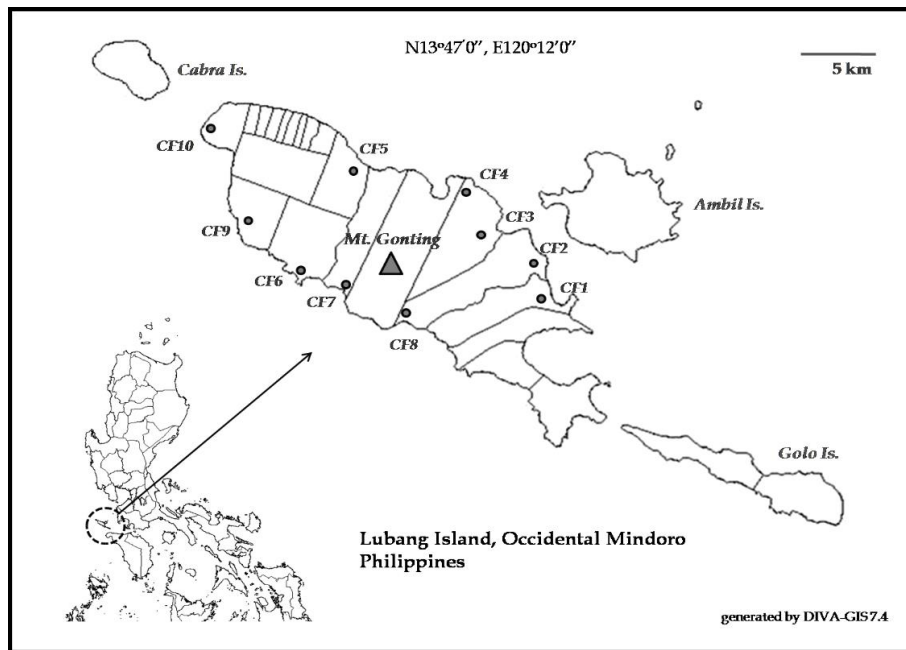 N13º47'0", E120º12'0"
5 km
Cabra Is.
CF10
CF5
CF4
Ambil Is.
CF3
CF9
Mt. Gonting
CF2
CF6
CF7
CF1
CF8
Golo Is.
Lubang Island, Occidental Mindoro
Philippines
generated by DIVA-GIS7.4